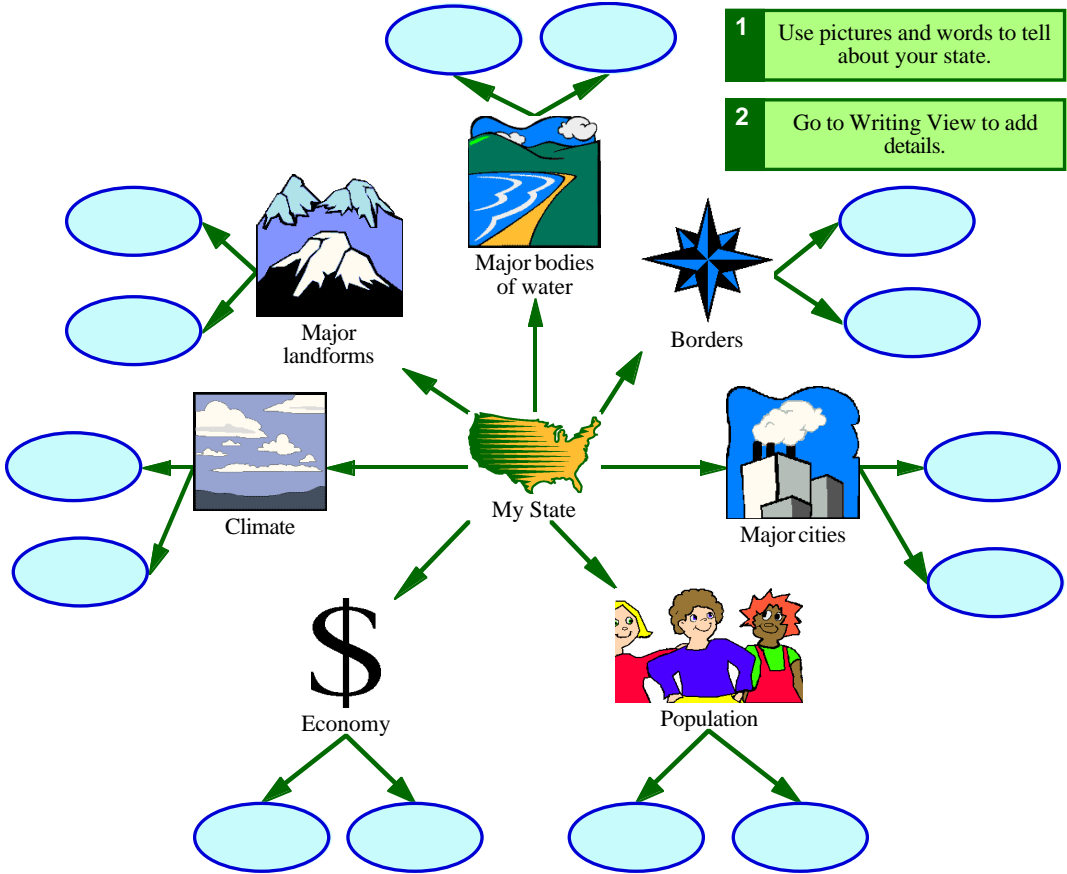 1
Use pictures and words to tell
about your state.
2
Go to Writing View to add
details.
Major bodies
of water
Major
landforms
Borders
Climate
My State
Major cities
Economy
Population